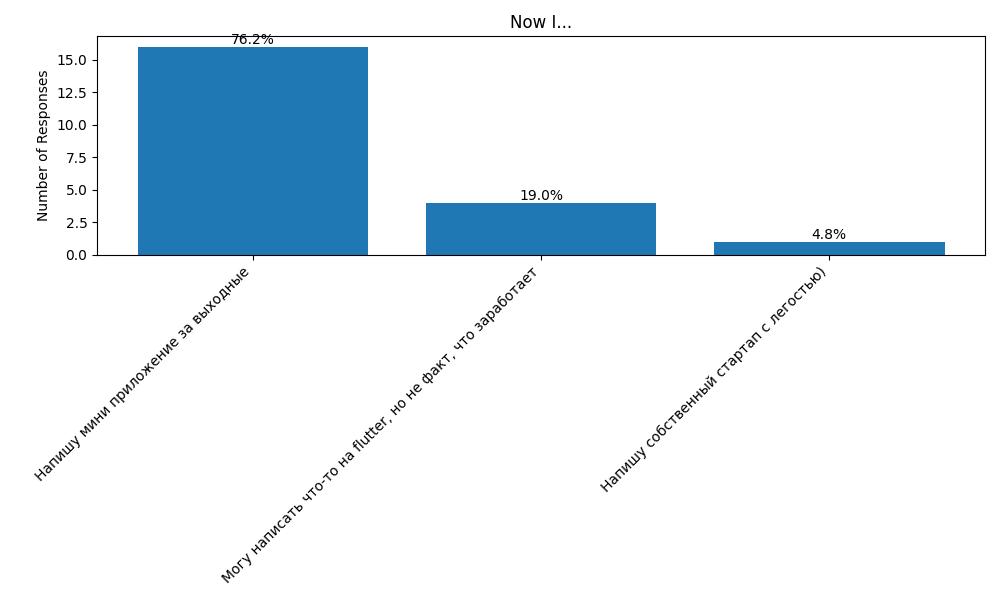 Now I...
76.2%
19.0%
4.8%
Number of Responses
15.0
12.5
10.0
7.5
5.0
2.5
0.0
Напишу мини приложение за выходные
Могу написать что-то на flutter, но не факт, что заработает
Напишу собственный стартап с легостью)